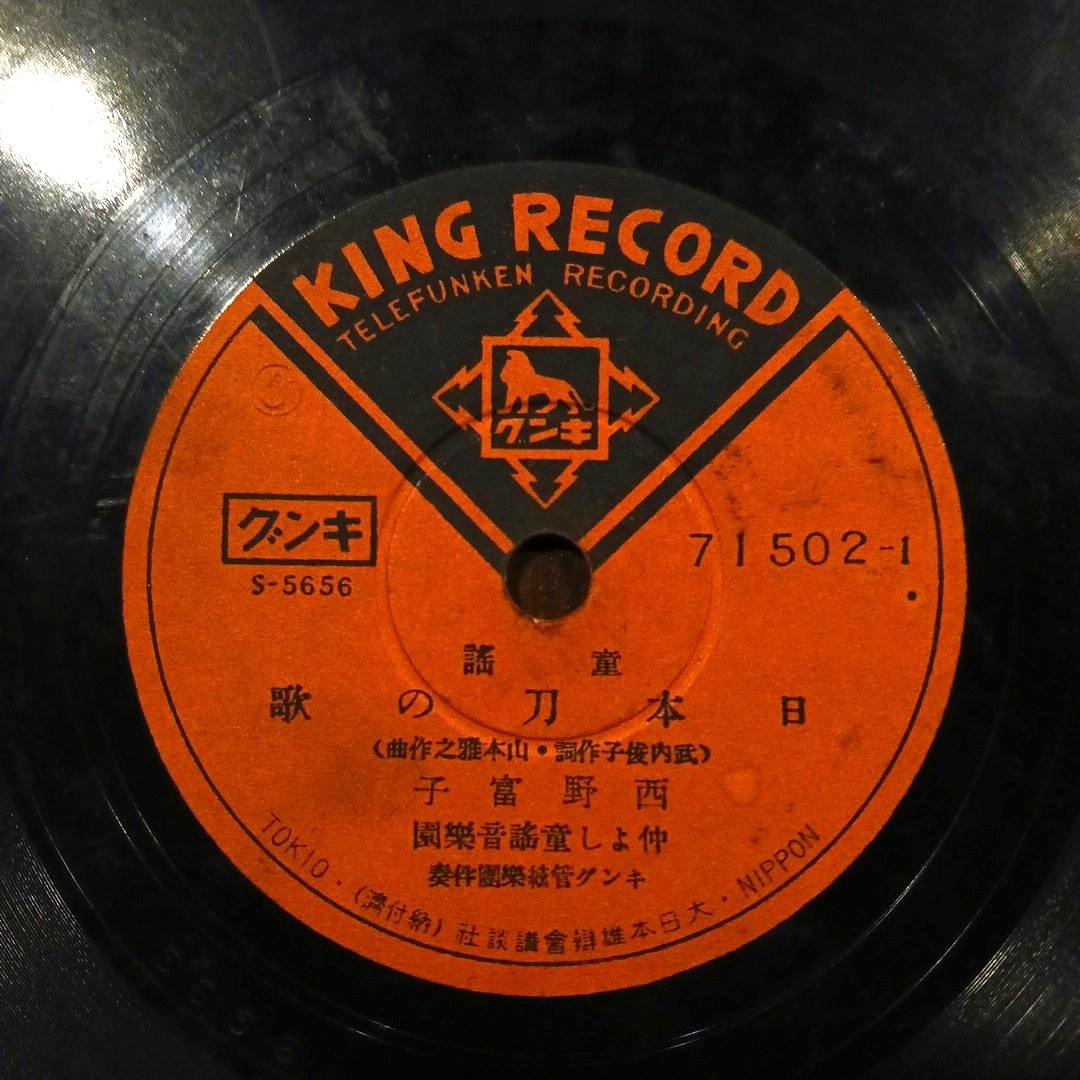 KING RECORD
TELEFUNKEN RECORDING
キング
キング
S-5656
71502-1
童謠
日本刀の歌
(武内俊子作詞・山本雅之作曲)
西野富子
仲よし童謠音樂園
キング管絃樂團伴奏
NIPPON・大日本雄辯會講談社(納付濟)・TOKIO